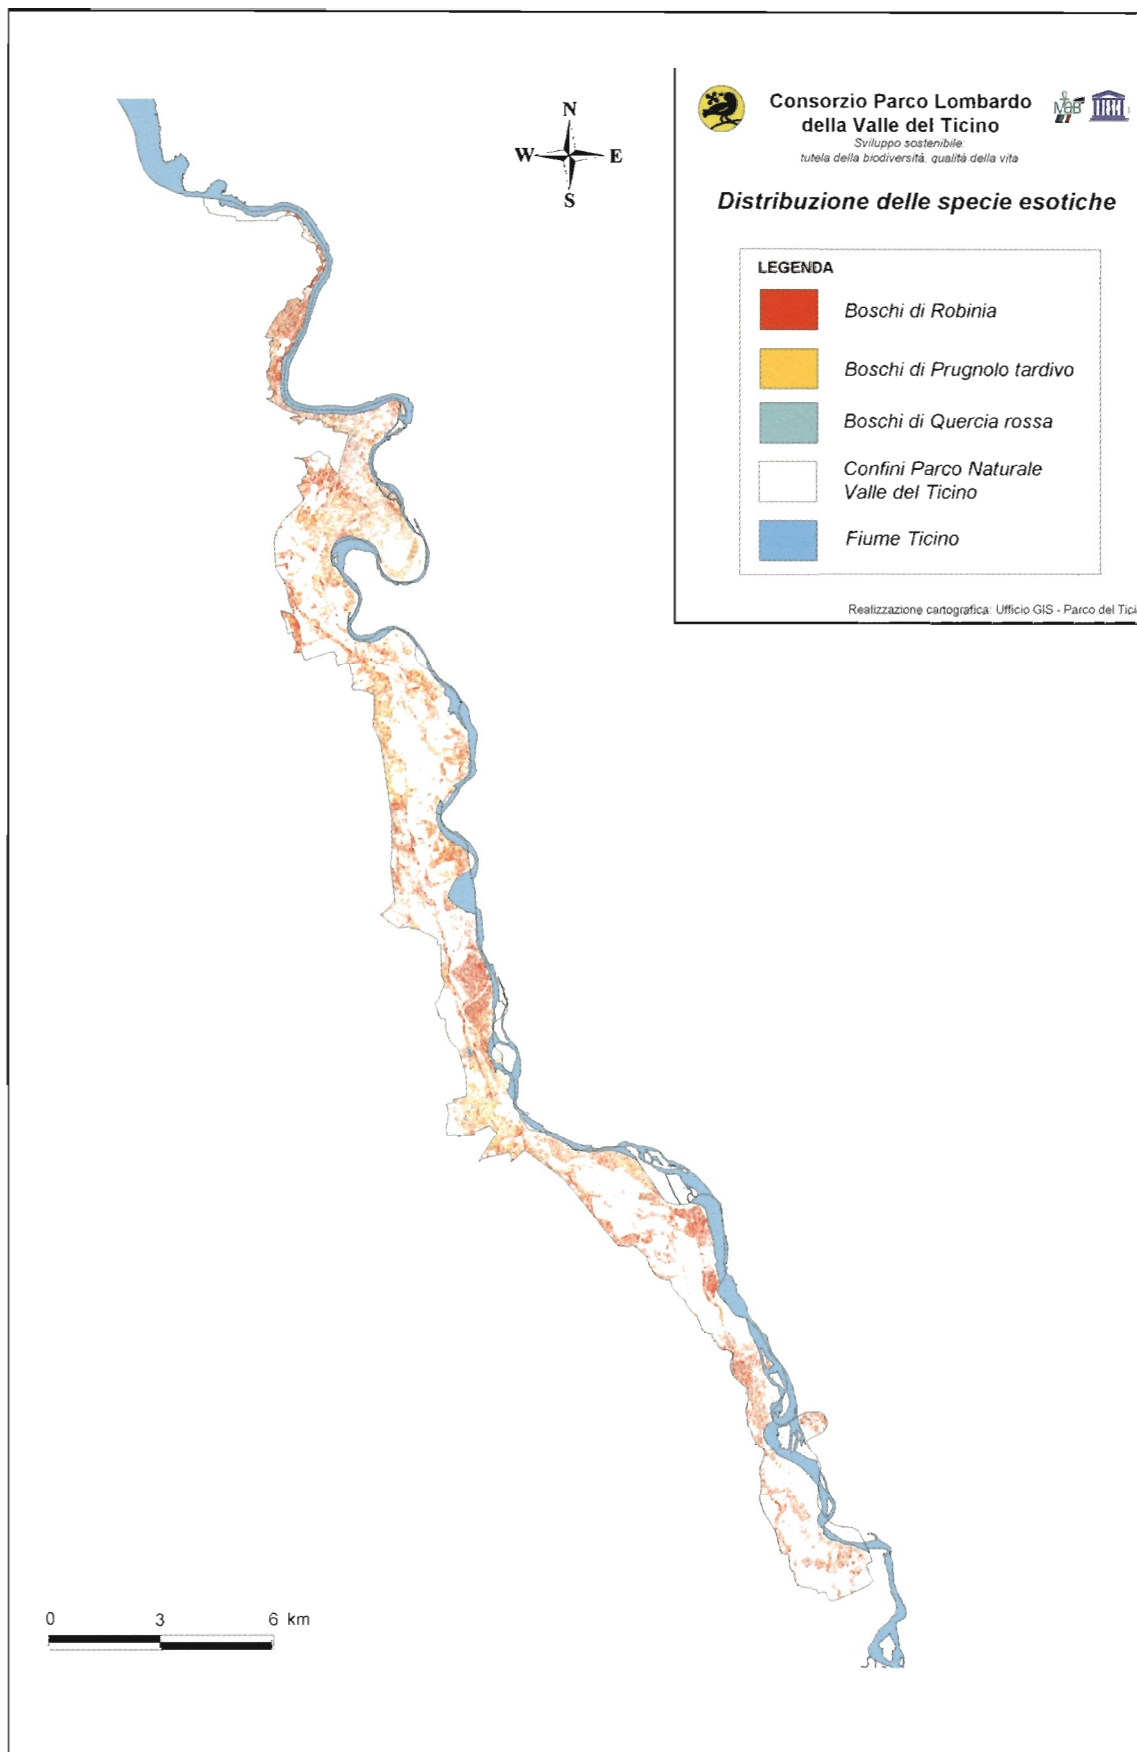 N
W E
S
Consorzio Parco Lombardo
della Valle del Ticino
Sviluppo sostenibile,
tutela della biodiversità, qualità della vita
MaB
Distribuzione delle specie esotiche
LEGENDA
Boschi di Robinia
Boschi di Prugnolo tardivo
Boschi di Quercia rossa
Confini Parco Naturale
Valle del Ticino
Fiume Ticino
Realizzazione cartografica: Ufficio GIS - Parco del Tici
0 3 6 km